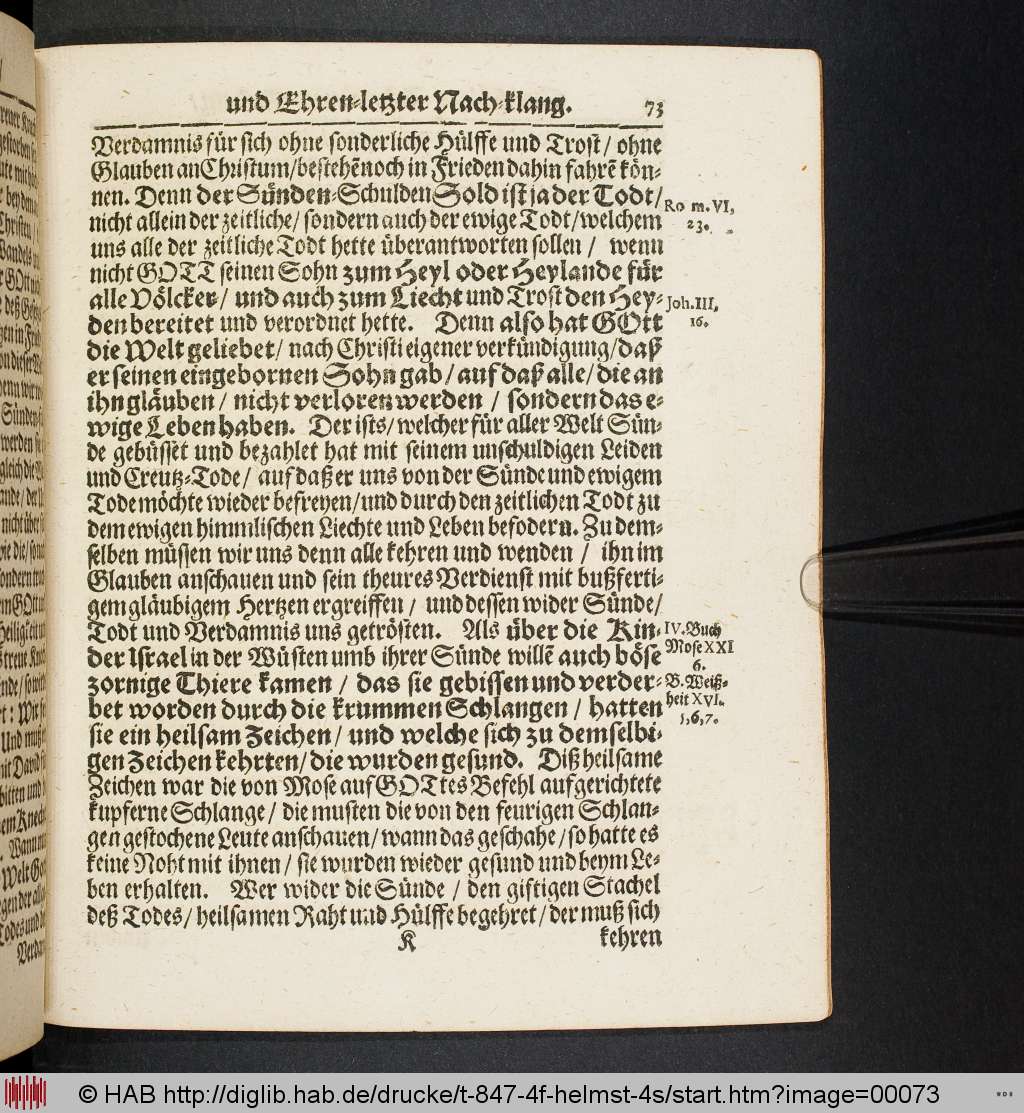 und Ehren-letzter Nach-klang. 73
Verdamnis für sich ohne sonderliche Hülffe und Trost/ ohne
Glauben an Christum/bestehē noch in Frieden dahin fahrē kön-
nen. Denn der Sünden-Schulden Sold ist ja der Todt/
nicht allein der zeitliche/ sondern auch der ewige Todt/welchem
uns alle der zeitliche Todt hette überantworten sollen / wenn
nicht GOTT seinen Sohn zum Heyl oder Heylande für
alle Völcker/ und auch zum Liecht und Trost den Hey-
den bereitet und verordnet hette. Denn also hat GOtt
die Welt geliebet/ nach Christi eigener verkündigung/daß
er seinen eingebornen Sohn gab/ auf daß alle/ die an
ihn gläuben / nicht verloren werden / sondern das e-
wige Leben haben. Der ists/ welcher für aller Welt Sün-
de gebüsset und bezahlet hat mit seinem unschuldigen Leiden
und Creutz-Tode/ auf daß er uns von der Sünde und ewigem
Tode möchte wieder befreyen/und durch den zeitlichen Todt zu
dem ewigen himmlischen Liechte und Leben befodern. Zu dem-
selben müssen wir uns denn alle kehren und wenden / ihn im
Glauben anschauen und sein theures Verdienst mit bußferti-
gem gläubigem Hertzen ergreiffen / und dessen wider Sünde/
Todt und Verdamnis uns getrösten. Als über die Kin-
der Israel in der Wüsten umb ihrer Sünde willē auch böse
zornige Thiere kamen / das sie gebissen und verder-
bet worden durch die krummen Schlangen / hatten
sie ein heilsam Zeichen/ und welche sich zu demselbi-
gen Zeichen kehrten/ die wurden gesund. Diß heilsame
Zeichen war die von Mose auf GOTtes Befehl aufgerichtete
kupferne Schlange/ die musten die von den feurigen Schlan-
gen gestochene Leute anschauen/ wann das geschahe/ so hatte es
keine Noht mit ihnen/ sie wurden wieder gesund und beym Le-
ben erhalten. Wer wider die Sünde / den giftigen Stachel
deß Todes/ heilsamen Raht und Hülffe begehret/ der muß sich
K kehren
Rom. VI,
23.
Joh. III,
16.
IV. Buch
Mose XXI
6.
B. Weiß-
heit XVI.
5, 6, 7.
© HAB http://diglib.hab.de/drucke/t-847-4f-helmst-4s/start.htm?image=00073